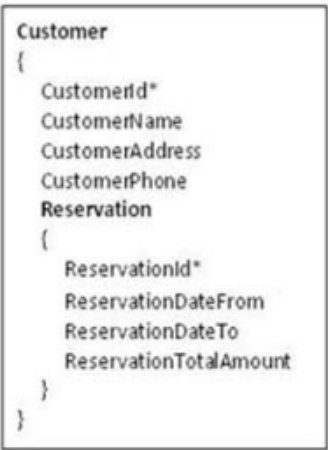 Customer
{
CustomerId*
CustomerName
CustomerAddress
CustomerPhone
Reservation
{
ReservationId*
ReservationDateFrom
ReservationDateTo
ReservationTotalAmount
}
}